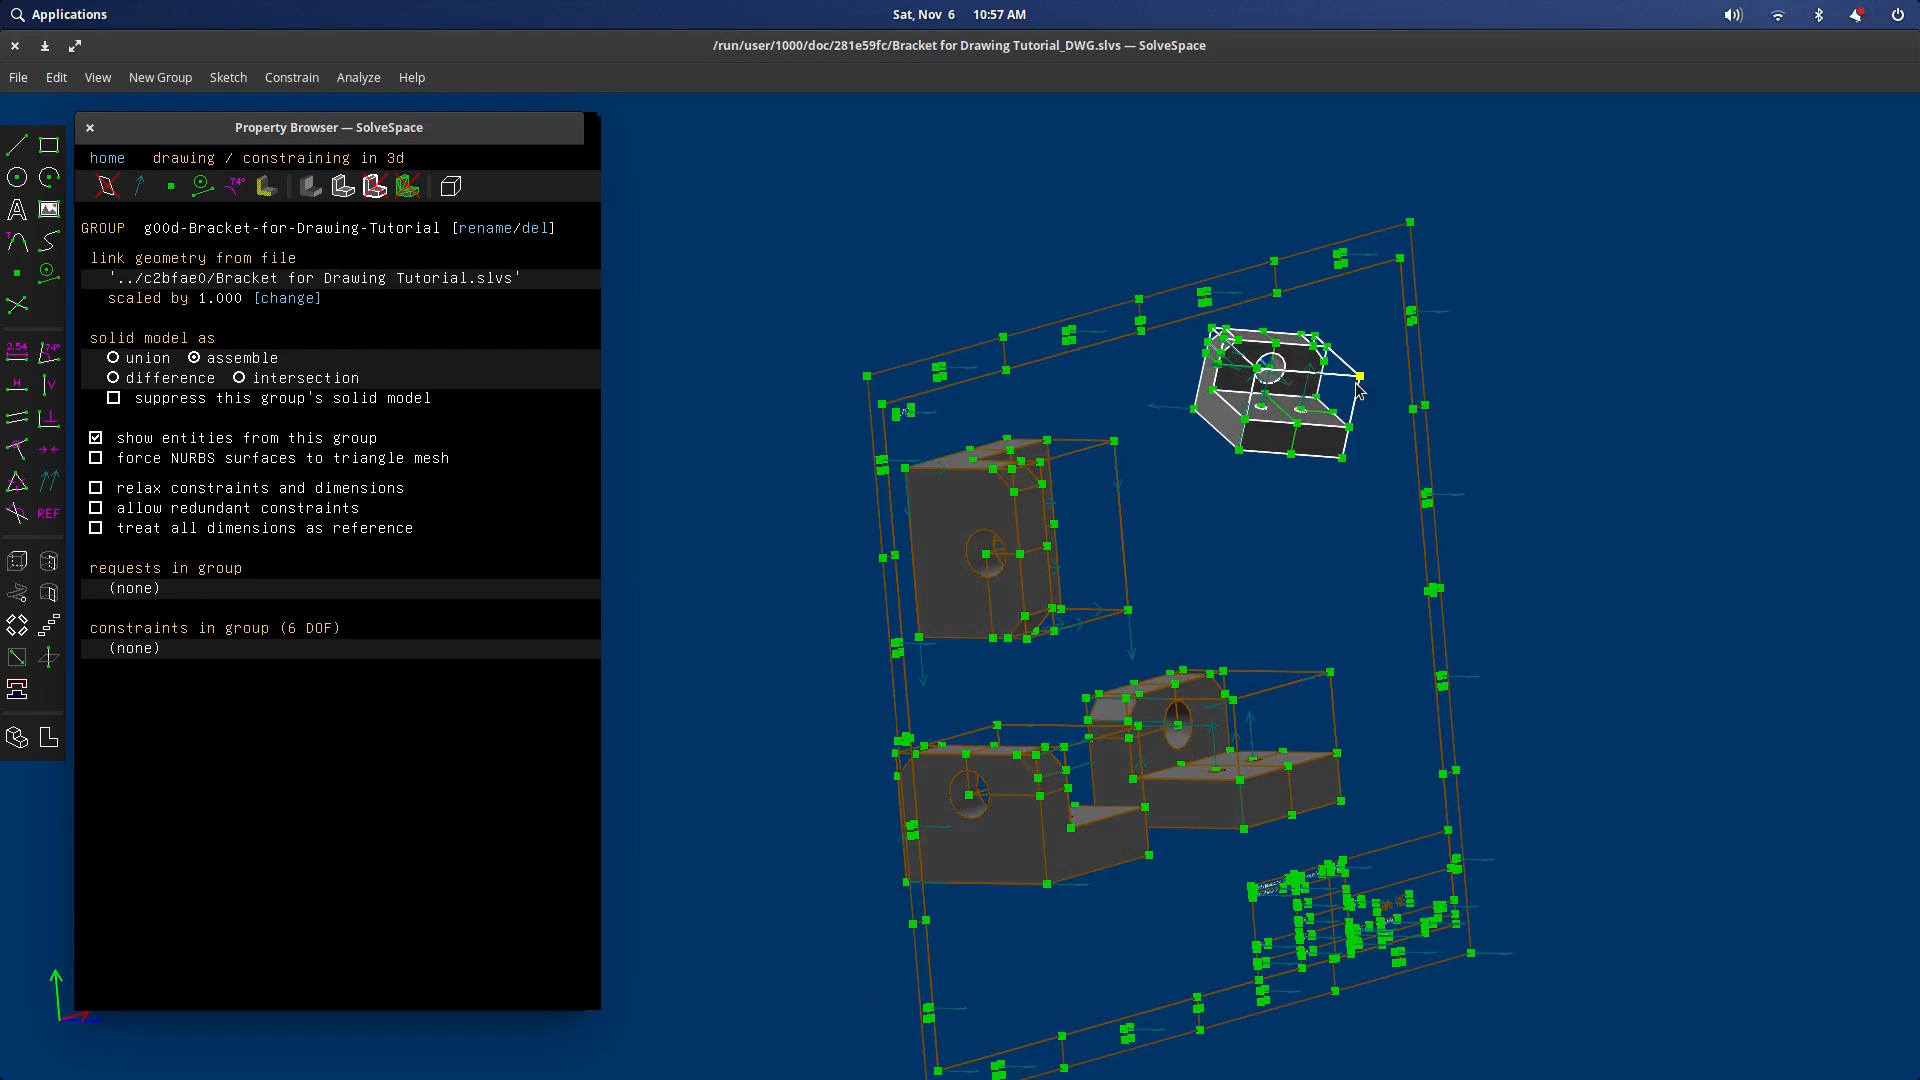 Applications
Sat, Nov 6 10:57 AM
/run/user/1000/doc/281e59fc/Bracket for Drawing Tutorial_DWG.slvs — SolveSpace
File Edit View New Group Sketch Constrain Analyze Help
Property Browser — SolveSpace
home drawing / constraining in 3d
74°
GROUP g00d-Bracket-for-Drawing-Tutorial [rename/del]
link geometry from file
'../c2bfae0/Bracket for Drawing Tutorial.slvs'
scaled by 1.000 [change]
solid model as
union assemble
difference intersection
suppress this group's solid model
show entities from this group
force NURBS surfaces to triangle mesh
relax constraints and dimensions
allow redundant constraints
treat all dimensions as reference
requests in group
(none)
constraints in group (6 DOF)
(none)
A
T
2.54 74°
H V
REF